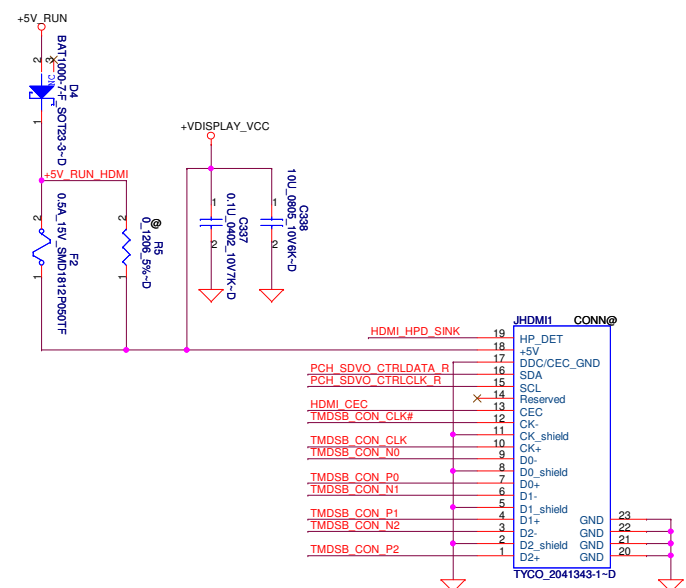 +5V_RUN
2
3
NC
D4
BAT1000-7-F_SOT23-3~D
1
+5V_RUN_HDMI
2
0.5A_15V_SMD1812P050TF
F2
1
2
@
R5
0_1206_5%~D
1
+VDISPLAY_VCC
1
2
C337
0.1U_0402_10V7K~D
1
2
C338
10U_0805_10V6K~D
JHDMI1 CONN@
HDMI_HPD_SINK 19 HP_DET
18 +5V
17 DDC/CEC_GND
PCH_SDVO_CTRLDATA_R 16 SDA
PCH_SDVO_CTRLCLK_R 15 SCL
14 Reserved
HDMI_CEC 13 CEC
TMDSB_CON_CLK# 12 CK-
11 CK_shield
TMDSB_CON_CLK 10 CK+
TMDSB_CON_N0 9 D0-
8 D0_shield
TMDSB_CON_P0 7 D0+
TMDSB_CON_N1 6 D1-
5 D1_shield
TMDSB_CON_P1 4 D1+ GND 23
TMDSB_CON_N2 3 D2- GND 22
2 D2_shield GND 21
TMDSB_CON_P2 1 D2+ GND 20
TYCO_2041343-1~D